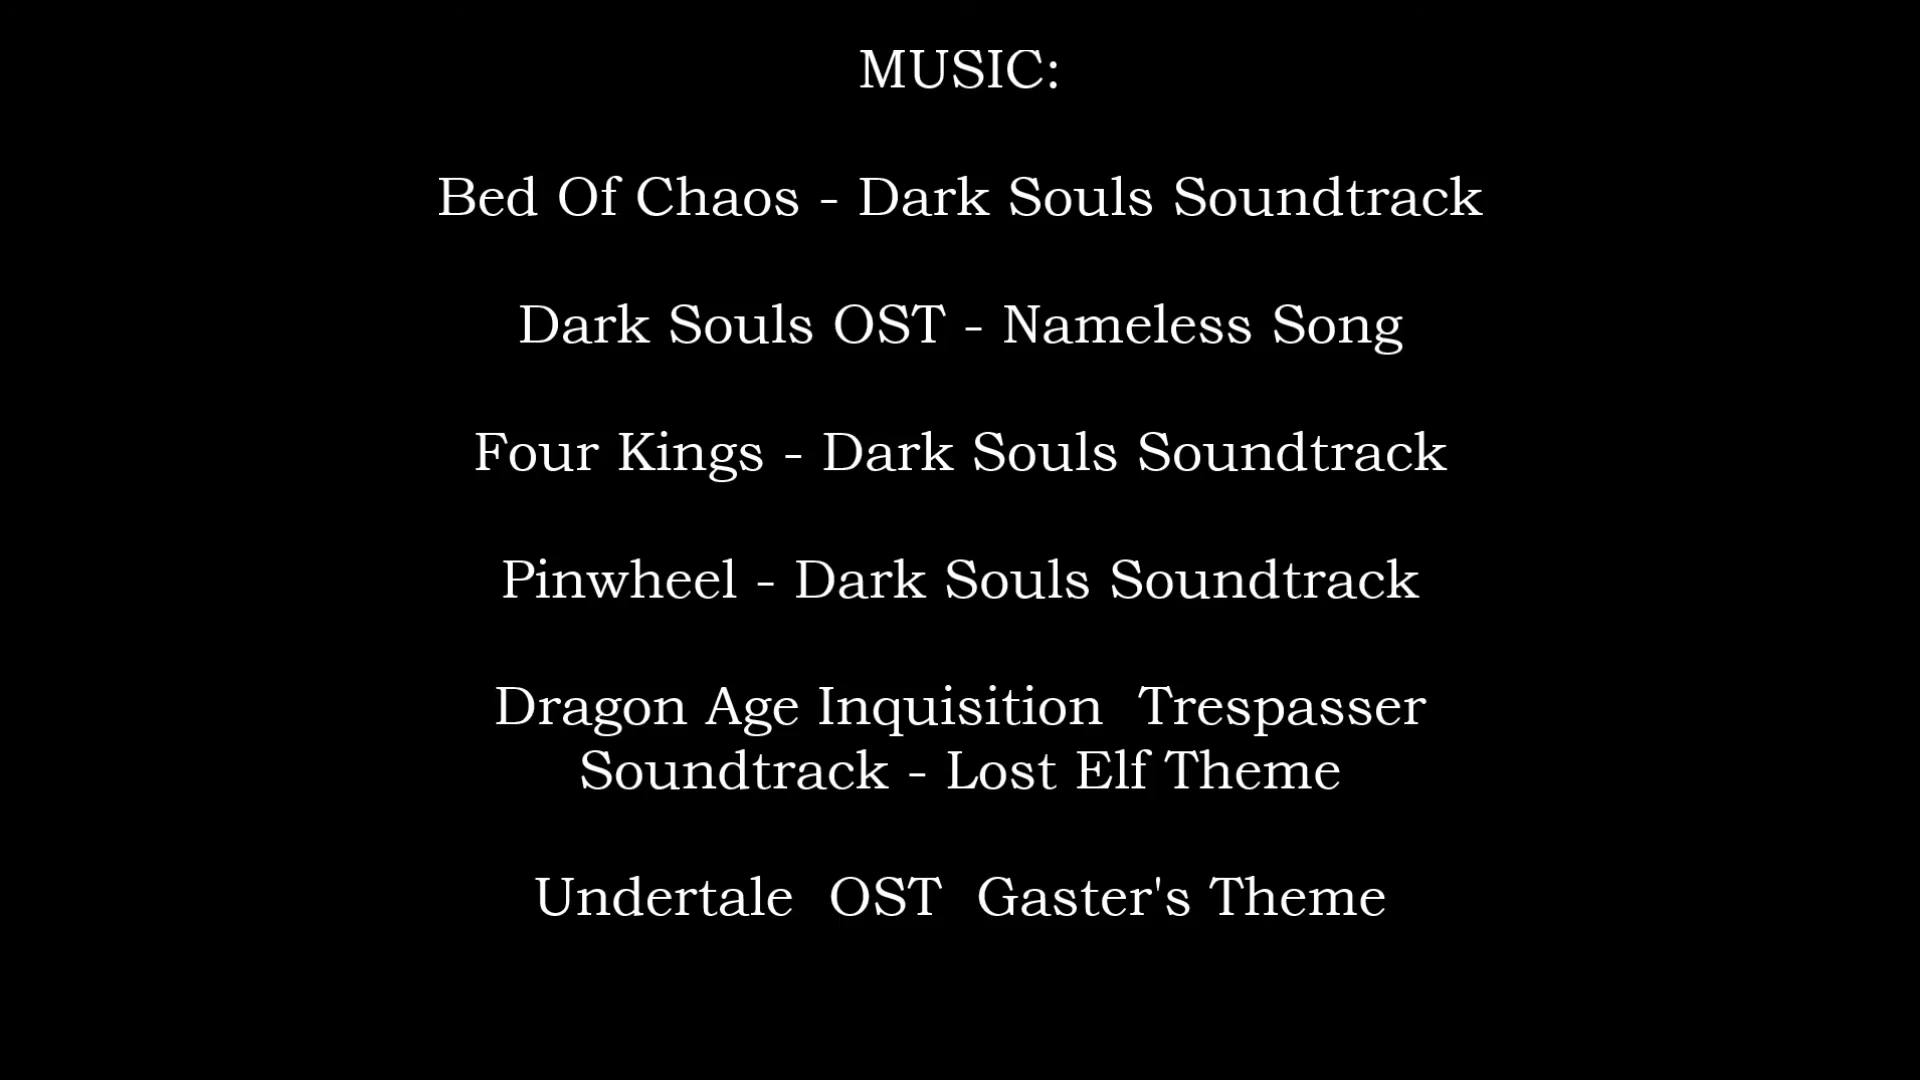 MUSIC:
Bed Of Chaos - Dark Souls Soundtrack
Dark Souls OST - Nameless Song
Four Kings - Dark Souls Soundtrack
Pinwheel - Dark Souls Soundtrack
Dragon Age Inquisition  Trespasser
Soundtrack - Lost Elf Theme
Undertale  OST  Gaster's Theme